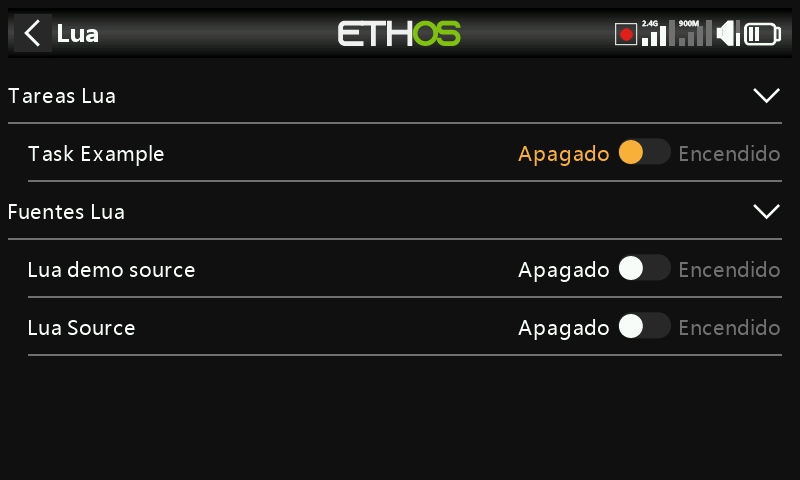 Lua
ETHOS
2.4G
900M
Tareas Lua
Task Example
Apagado
Encendido
Fuentes Lua
Lua demo source
Apagado
Encendido
Lua Source
Apagado
Encendido